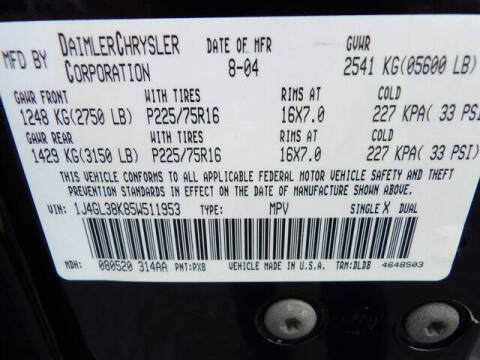 MFD BY DAIMLERCHRYSLER CORPORATION DATE OF MFR 8-04 GVWR 2541 KG(05600 LB)
GAWR FRONT WITH TIRES RIMS AT COLD
1248 KG(2750 LB) P225/75R16 16X7.0 227 KPA( 33 PSI
GAWR REAR WITH TIRES RIMS AT COLD
1429 KG(3150 LB) P225/75R16 16X7.0 227 KPA( 33 PSI)
THIS VEHICLE CONFORMS TO ALL APPLICABLE FEDERAL MOTOR VEHICLE SAFETY AND THEFT
PREVENTION STANDARDS IN EFFECT ON THE DATE OF MANUFACTURE SHOWN ABOVE.
VIN: 1J4GL38K85W511953 TYPE: MPV SINGLE X DUAL
MDH: 080520 314AA PNT:PX8 VEHICLE MADE IN U.S.A. TRM:DLDB 4648503